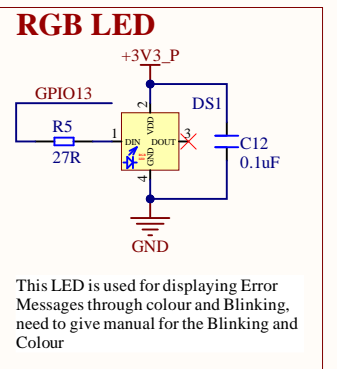 RGB LED
+3V3_P
GPIO13
DS1
R5
27R
2
VDD
1
DIN
DOUT
3
GND
4
C12
0.1uF
GND
This LED is used for displaying Error
Messages through colour and Blinking,
need to give manual for the Blinking and
Colour